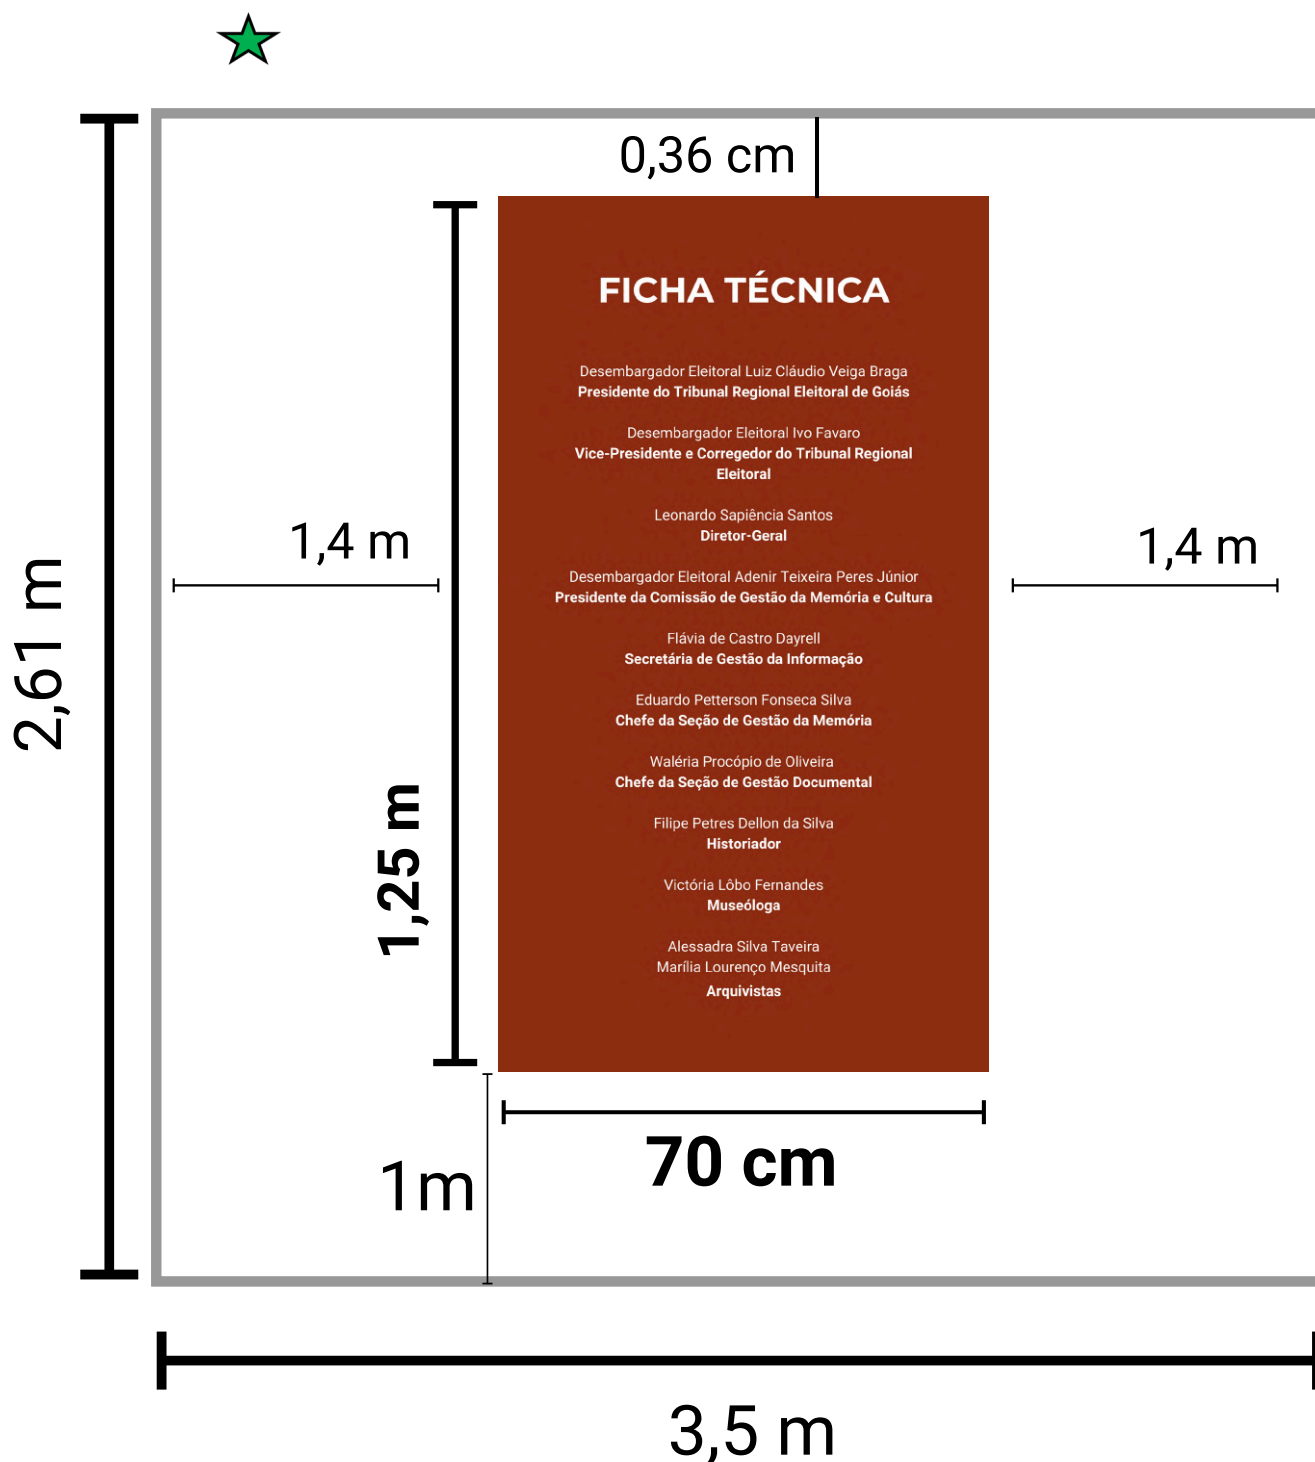 0,36 cm
FICHA TÉCNICA
Desembargador Eleitoral Luiz Cláudio Veiga Braga
Presidente do Tribunal Regional Eleitoral de Goiás
Desembargador Eleitoral Ivo Favaro
Vice-Presidente e Corregedor do Tribunal Regional
Eleitoral
Leonardo Sapiência Santos
Diretor-Geral
Desembargador Eleitoral Adenir Teixeira Peres Júnior
Presidente da Comissão de Gestão da Memória e Cultura
Flávia de Castro Dayrell
Secretária de Gestão da Informação
Eduardo Petterson Fonseca Silva
Chefe da Seção de Gestão da Memória
Waléria Procópio de Oliveira
Chefe da Seção de Gestão Documental
Filipe Petres Dellon da Silva
Historiador
Victória Lôbo Fernandes
Museóloga
Alessadra Silva Taveira
Marília Lourenço Mesquita
Arquivistas
1,4 m
1,4 m
2,61 m
1,25 m
70 cm
1m
3,5 m